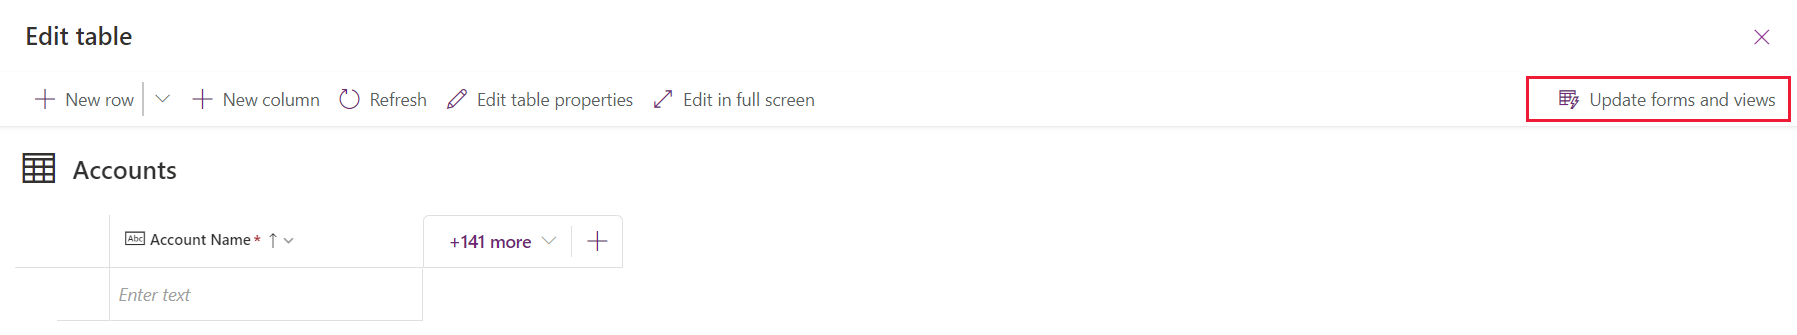 Edit table
New row New column Refresh Edit table properties Edit in full screen Update forms and views
Accounts
Abc Account Name * +141 more
Enter text